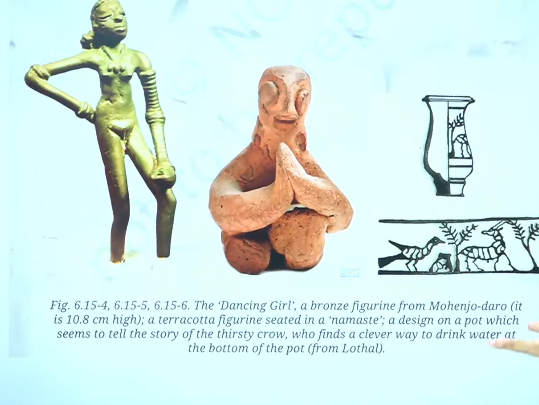 Fig. 6.15-4, 6.15-5, 6.15-6. The ‘Dancing Girl’, a bronze figurine from Mohenjo-daro (it
is 10.8 cm high); a terracotta figurine seated in a ‘namaste’; a design on a pot which
seems to tell the story of the thirsty crow, who finds a clever way to drink water at
the bottom of the pot (from Lothal).